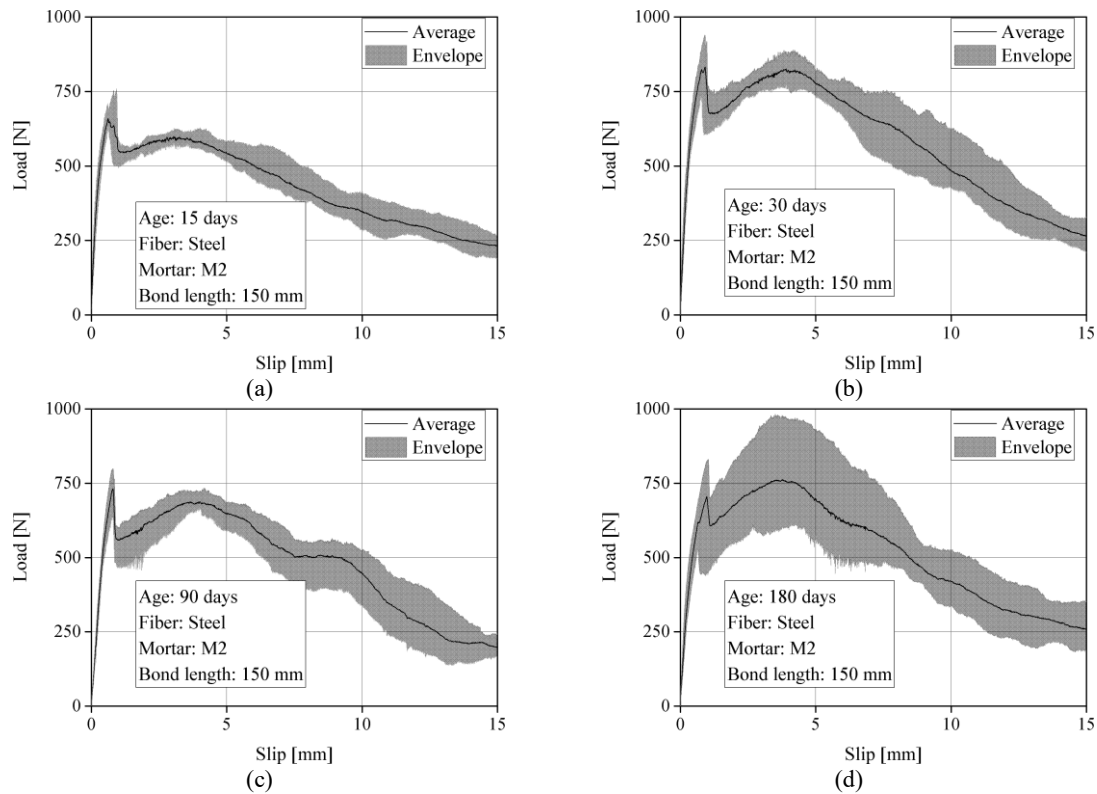 1000
750
500
250
0
Load [N]
Average
Envelope
Age: 15 days
Fiber: Steel
Mortar: M2
Bond length: 150 mm
0 5 10 15
Slip [mm]
(a)
1000
750
500
250
0
Load [N]
Average
Envelope
Age: 30 days
Fiber: Steel
Mortar: M2
Bond length: 150 mm
0 5 10 15
Slip [mm]
(b)
1000
750
500
250
0
Load [N]
Average
Envelope
Age: 90 days
Fiber: Steel
Mortar: M2
Bond length: 150 mm
0 5 10 15
Slip [mm]
(c)
1000
750
500
250
0
Load [N]
Average
Envelope
Age: 180 days
Fiber: Steel
Mortar: M2
Bond length: 150 mm
0 5 10 15
Slip [mm]
(d)